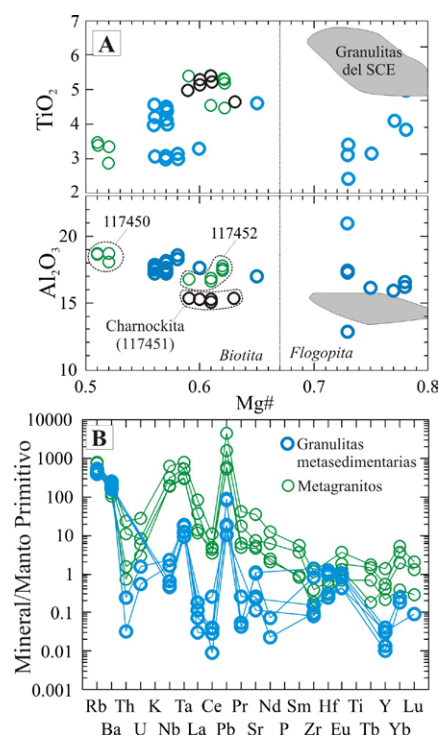 A
7
6
5
4
3
2
TiO2
Granulitas
del SCE
20
15
10
Al2O3
117450
117452
Charnockita
(117451)
Biotita
Flogopita
0.5
0.6
0.7
0.8
Mg#
B
10000
1000
100
10
1
0.1
0.01
0.001
Mineral/Manto Primitivo
Granulitas
metasedimentarias
Metagranitos
Rb Th K Ta Ce Pr P Sm Hf Ti Y Lu
Ba U Nb La Pb Sr Nd Zr Eu Tb Yb